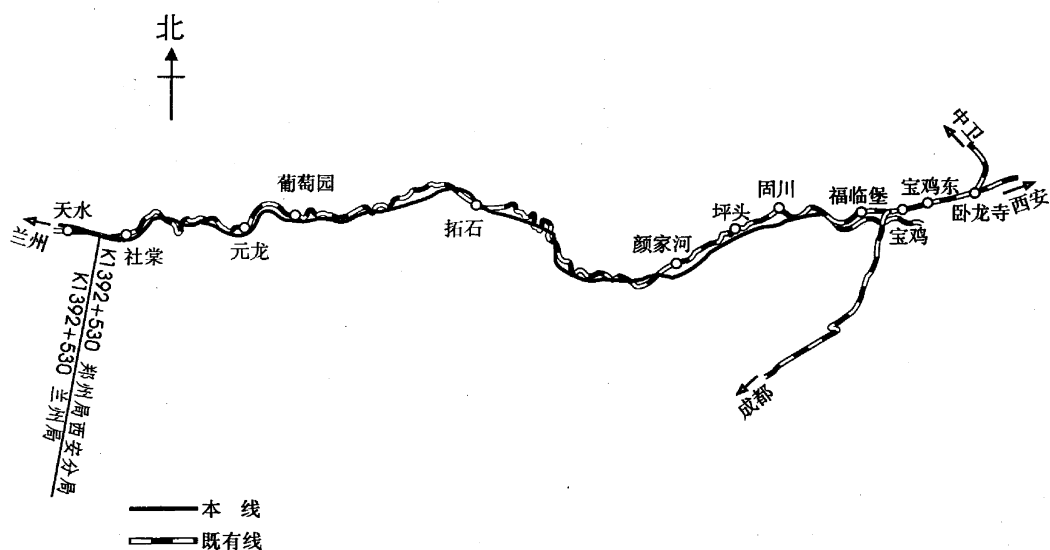 北
中卫
葡萄园
固川
福临堡
宝鸡东
天水
兰州
社棠
元龙
拓石
颜家河
坪头
宝鸡
卧龙寺
西安
K1392+530 郑州局西安分局
K1392+530 兰州局
成都
本 线
既有线